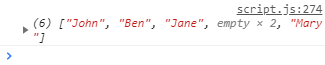 script.js:274
(6) ["John", "Ben", "Jane", empty × 2, "Mary
"]